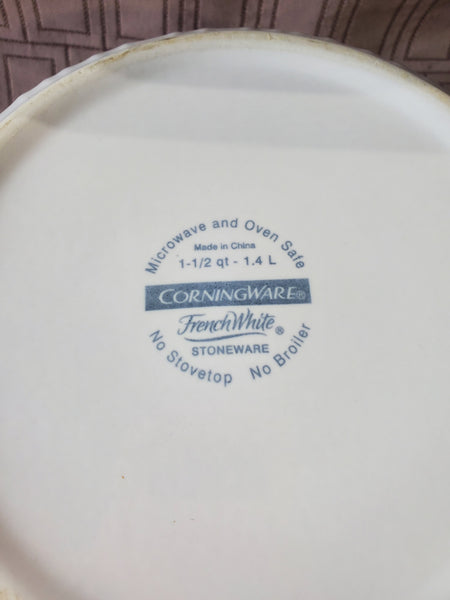 Microwave and Oven Safe
Made in China
1-1/2 qt - 1.4 L
CORNINGWARE®
French White®
STONEWARE
No Stovetop No Broiler